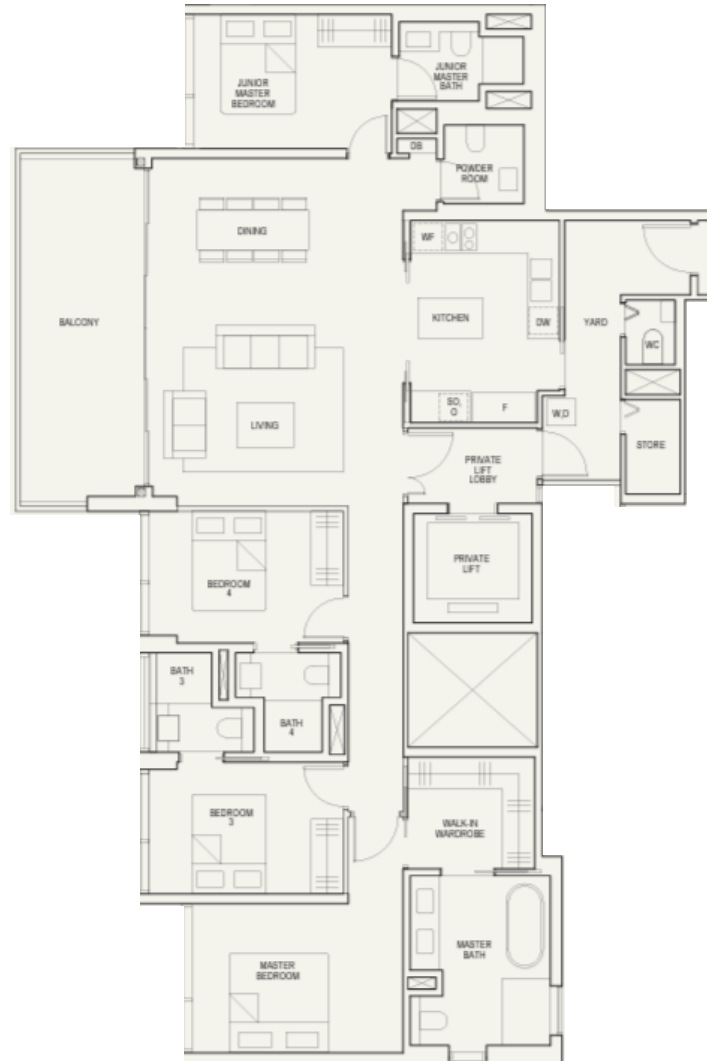 JUNIOR
MASTER
BEDROOM
JUNIOR
MASTER
BATH
DB
POWDER
ROOM
DINING
WF
BALCONY
KITCHEN
DW
YARD
WC
SO,
O
F
W,D
LIVING
STORE
PRIVATE
LIFT
LOBBY
PRIVATE
LIFT
BEDROOM
4
BATH
3
BATH
4
BEDROOM
3
WALK-IN
WARDROBE
MASTER
BATH
MASTER
BEDROOM